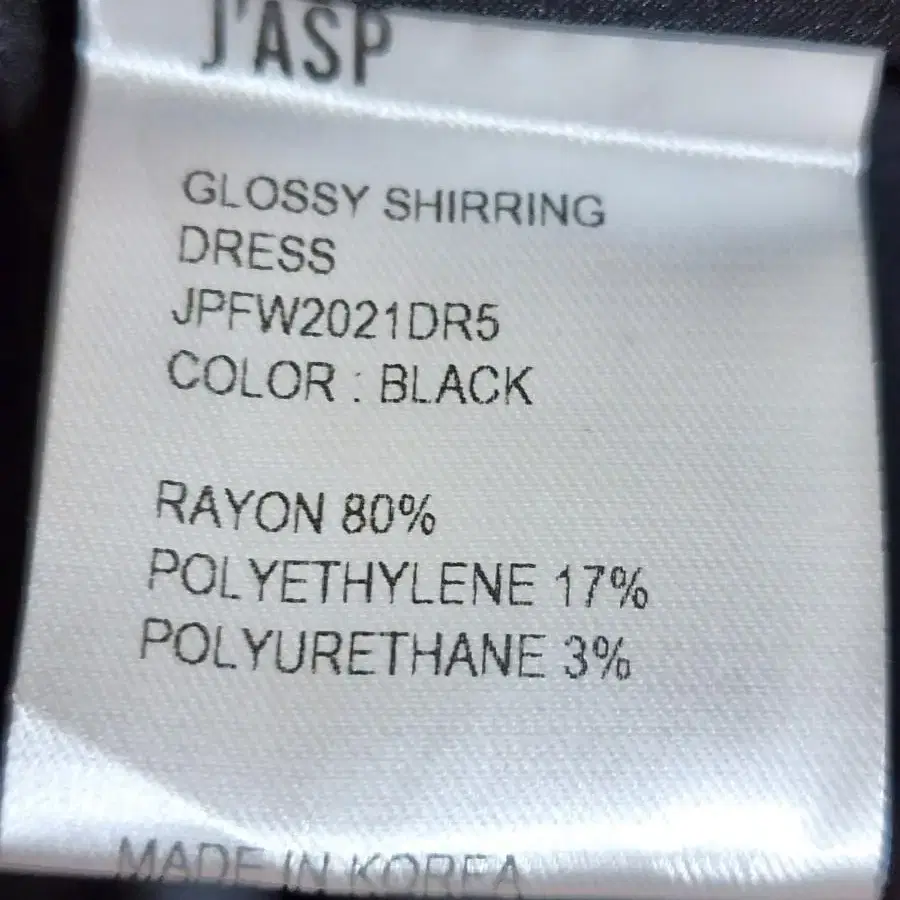 J'ASP
GLOSSY SHIRRING
DRESS
JPFW2021DR5
COLOR : BLACK
RAYON 80%
POLYETHYLENE 17%
POLYURETHANE 3%
MADE IN KOREA